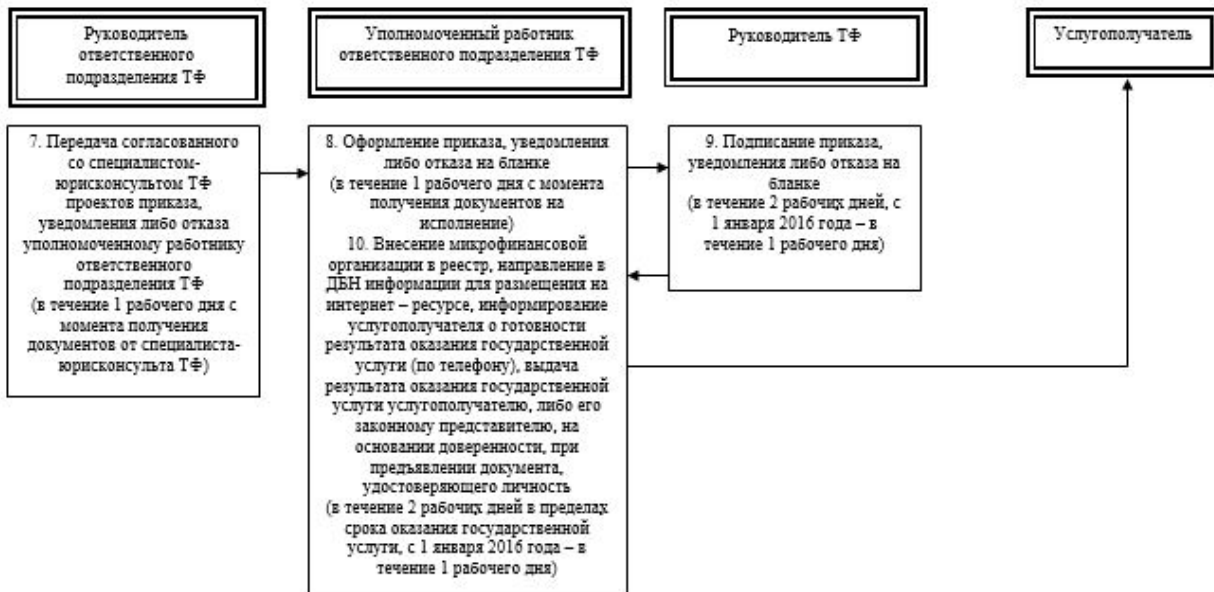 Руководитель
ответственного
подразделения ТФ
Уполномоченный работник
ответственного подразделения ТФ
Руководитель ТФ
Услугополучатель
7. Передача согласованного
со специалистом-
юрисконсультом ТФ
проектов приказа,
уведомления либо отказа
уполномоченному работнику
ответственного
подразделения ТФ
(в течение 1 рабочего дня с
момента получения
документов от специалиста-
юрисконсульта ТФ)
8. Оформление приказа, уведомления
либо отказа на бланке
(в течение 1 рабочего дня с момента
получения документов на
исполнение)
10. Внесение микрофинансовой
организации в реестр, направление в
ДБН информации для размещения на
интернет – ресурсе, информирование
услугополучателя о готовности
результата оказания государственной
услуги (по телефону), выдача
результата оказания государственной
услуги услугополучателю, либо его
законному представителю, на
основании доверенности, при
предъявлении документа,
удостоверяющего личность
(в течение 2 рабочих дней в пределах
срока оказания государственной
услуги, с 1 января 2016 года – в
течение 1 рабочего дня)
9. Подписание приказа,
уведомления либо отказа на
бланке
(в течение 2 рабочих дней, с
1 января 2016 года – в
течение 1 рабочего дня)